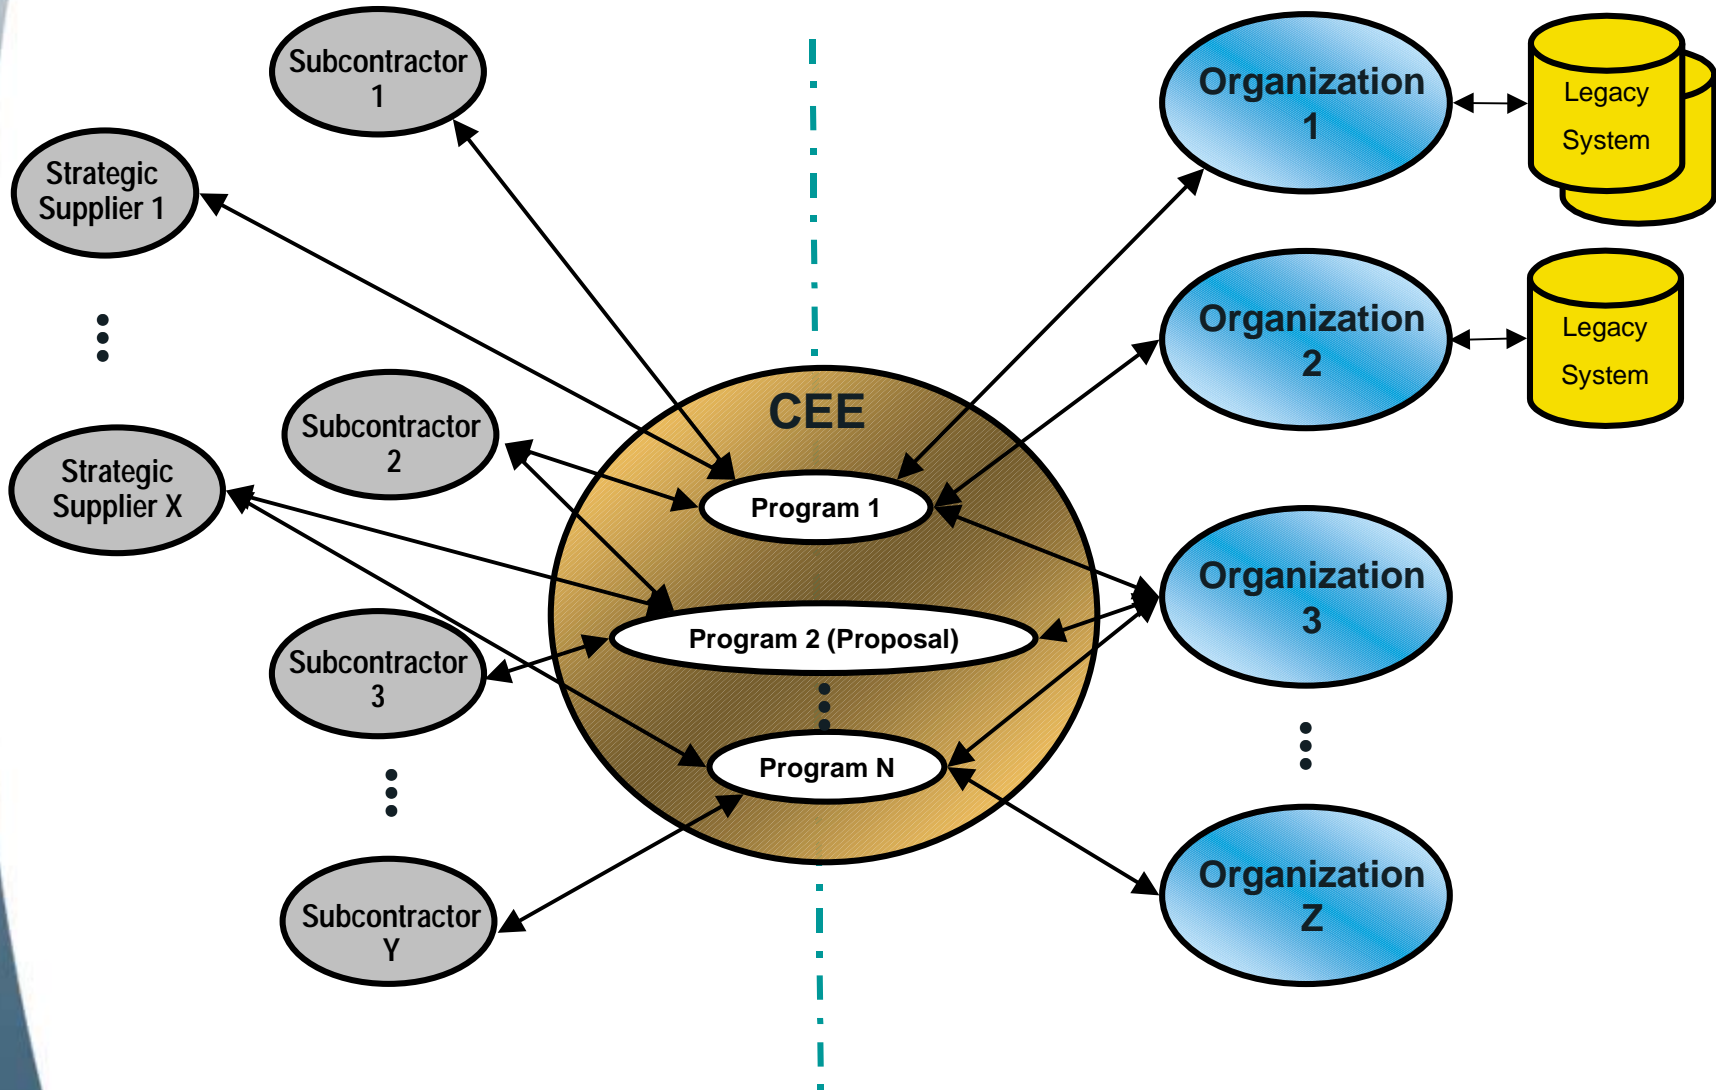 Subcontractor
1
Strategic
Supplier 1
Subcontractor
2
Strategic
Supplier X
Subcontractor
3
Subcontractor
Y
CEE
Program 1
Program 2 (Proposal)
Program N
Organization
1
Legacy
System
Organization
2
Legacy
System
Organization
3
Organization
Z